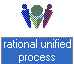 rational unified
process